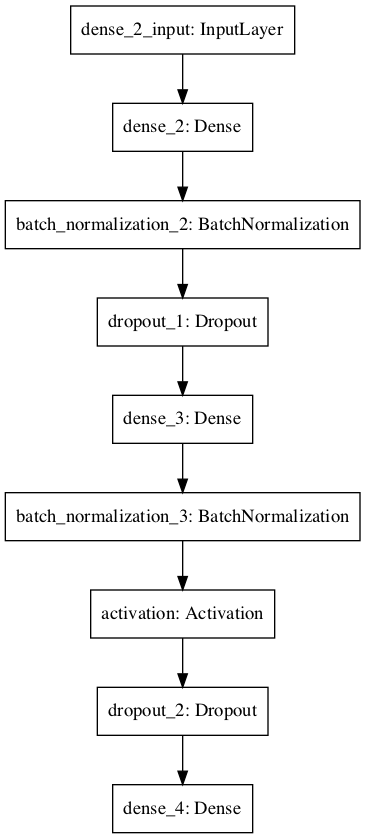 dense_2_input: InputLayer
dense_2: Dense
batch_normalization_2: BatchNormalization
dropout_1: Dropout
dense_3: Dense
batch_normalization_3: BatchNormalization
activation: Activation
dropout_2: Dropout
dense_4: Dense